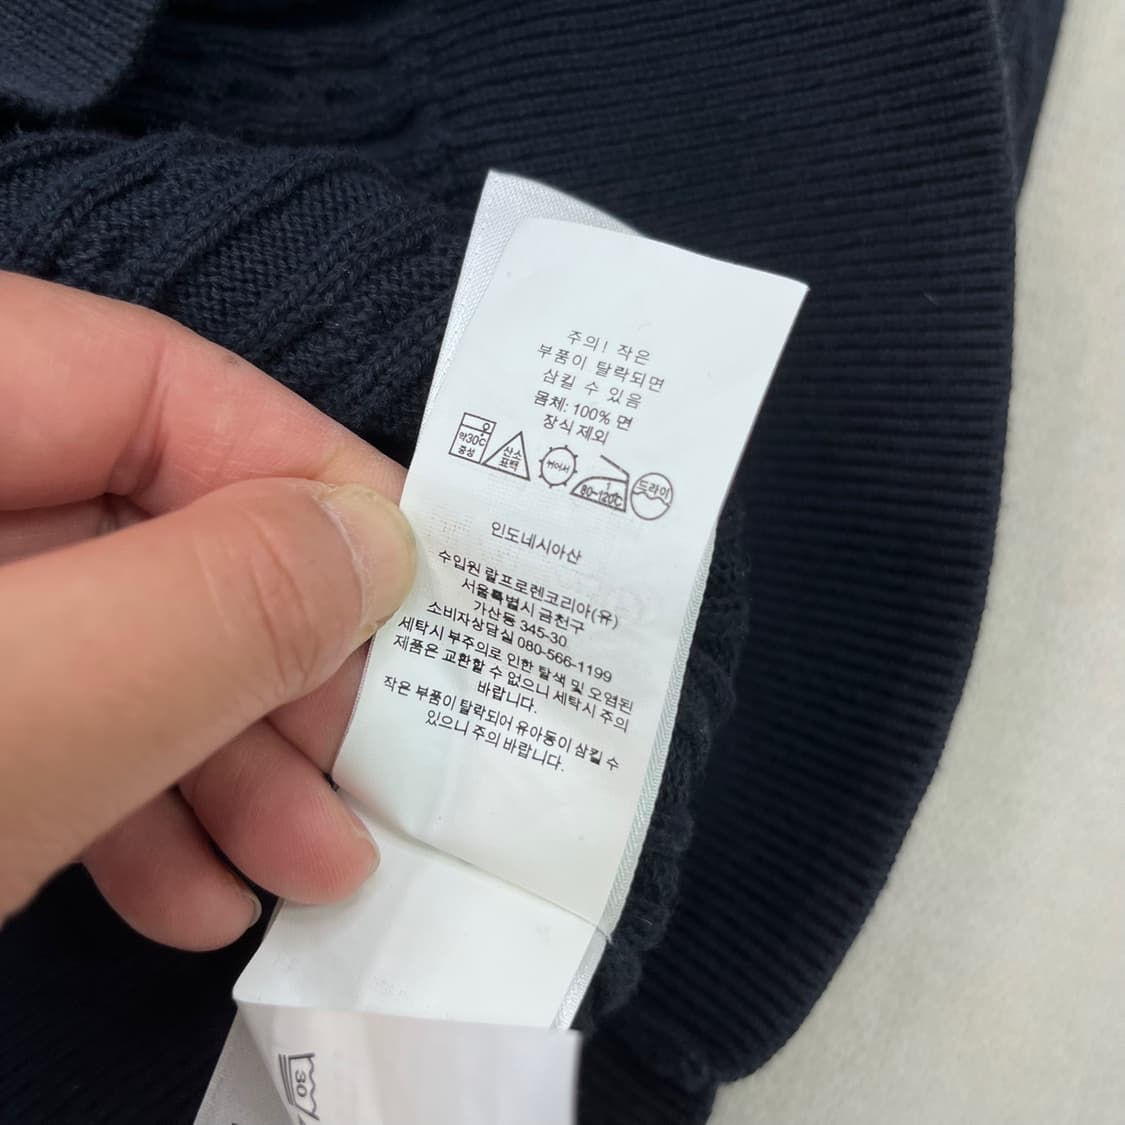 주의! 작은
부품이 탈락되면
삼킬 수 있음
몸체: 100% 면
장식 제외
약30℃
중성
산소
표백
뉘어서
80~120℃
드라이
인도네시아산
수입원 랄프로렌코리아(유)
서울특별시 금천구
가산동 345-30
소비자상담실 080-566-1199
세탁시 부주의로 인한 탈색 및 오염된
제품은 교환할 수 없으니 세탁시 주의
바랍니다.
작은 부품이 탈락되어 유아동이 삼킬 수
있으니 주의 바랍니다.
30